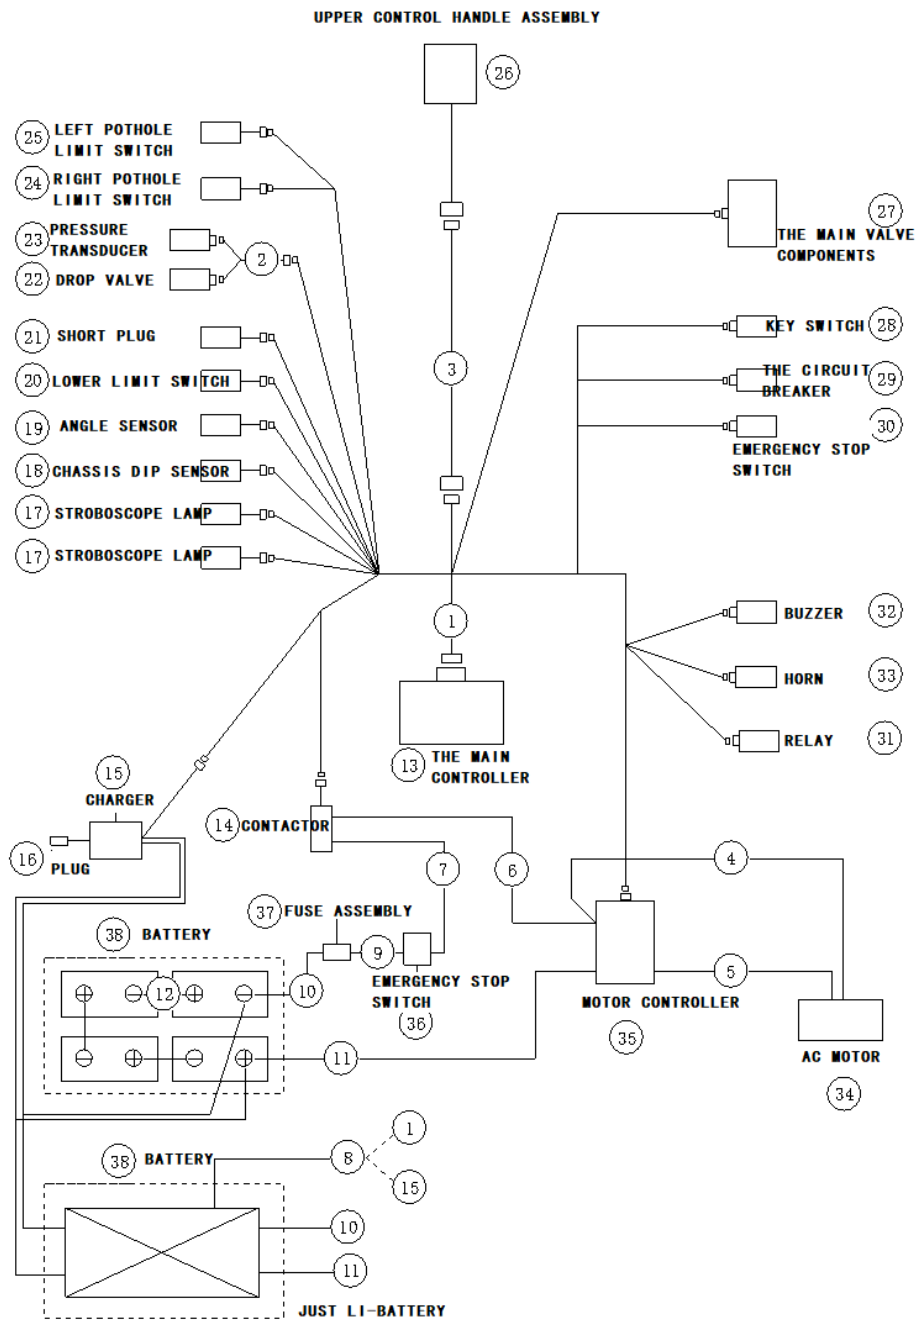 UPPER CONTROL HANDLE ASSEMBLY
26
25 LEFT POTHOLE
LIMIT SWITCH
24 RIGHT POTHOLE
LIMIT SWITCH
23 PRESSURE
TRANSDUCER
2
22 DROP VALVE
27
THE MAIN VALVE
COMPONENTS
21 SHORT PLUG
20 LOWER LIMIT SWITCH
19 ANGLE SENSOR
18 CHASSIS DIP SENSOR
17 STROBOSCOPE LAMP
17 STROBOSCOPE LAMP
3
KEY SWITCH 28
THE CIRCUIT 29
BREAKER
30
EMERGENCY STOP
SWITCH
1
BUZZER 32
HORN 33
RELAY 31
13 THE MAIN
CONTROLLER
15
CHARGER
16
PLUG
14 CONTACTOR
7
6
4
37 FUSE ASSEMBLY
38 BATTERY
9
10
EMERGENCY STOP
SWITCH
36
12
5
MOTOR CONTROLLER
35
AC MOTOR
34
11
1
38 BATTERY
8
15
10
11
JUST LI-BATTERY